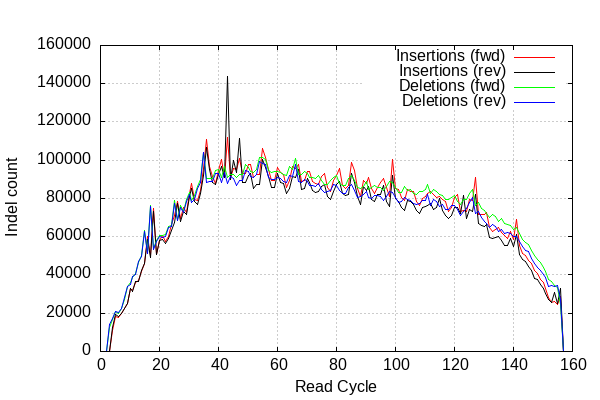 160000
140000
120000
100000
80000
60000
40000
20000
0
Indel count
Insertions (fwd)
Insertions (rev)
Deletions (fwd)
Deletions (rev)
0 20 40 60 80 100 120 140 160
Read Cycle